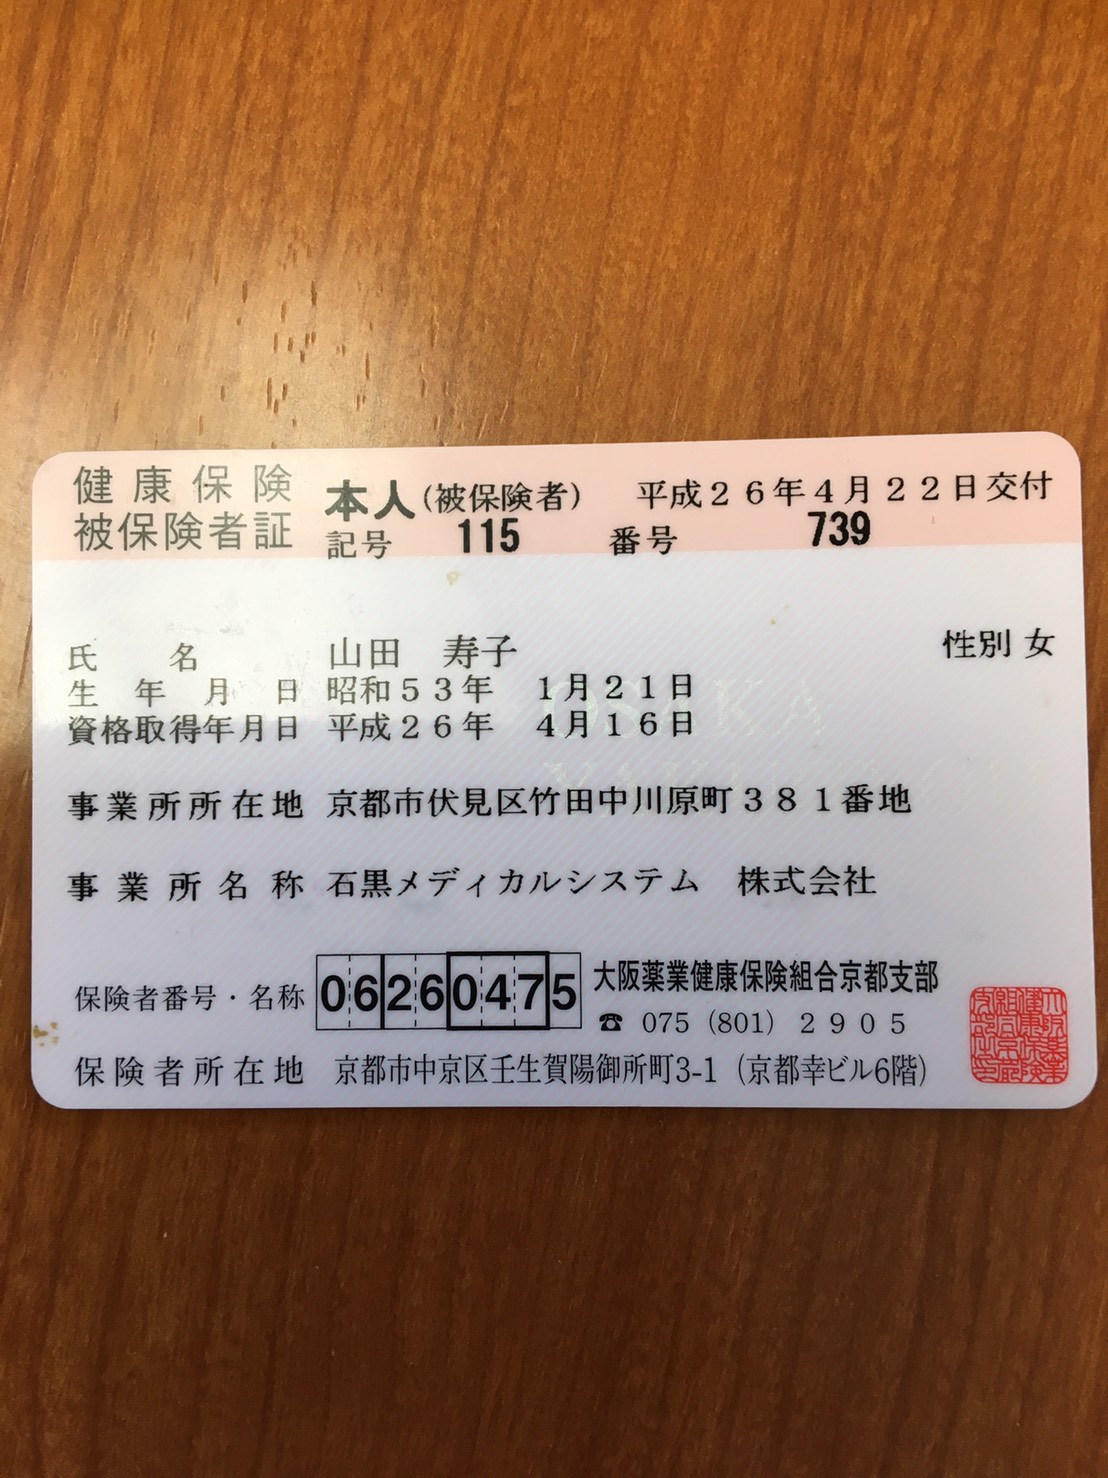 健康保険 本人(被保険者) 平成26年4月22日交付
被保険者証 記号 115 番号 739
氏名 山田 寿子 性別 女
生年月日 昭和53年 1月21日
資格取得年月日 平成26年 4月16日
事業所所在地 京都市伏見区竹田中川原町381番地
事業所名称 石黒メディカルシステム 株式会社
保険者番号・名称 06260475 大阪薬業健康保険組合京都支部
☎ 075 (801) 2905
保険者所在地 京都市中京区壬生賀陽御所町3-1 (京都幸ビル6階)
OSAKA